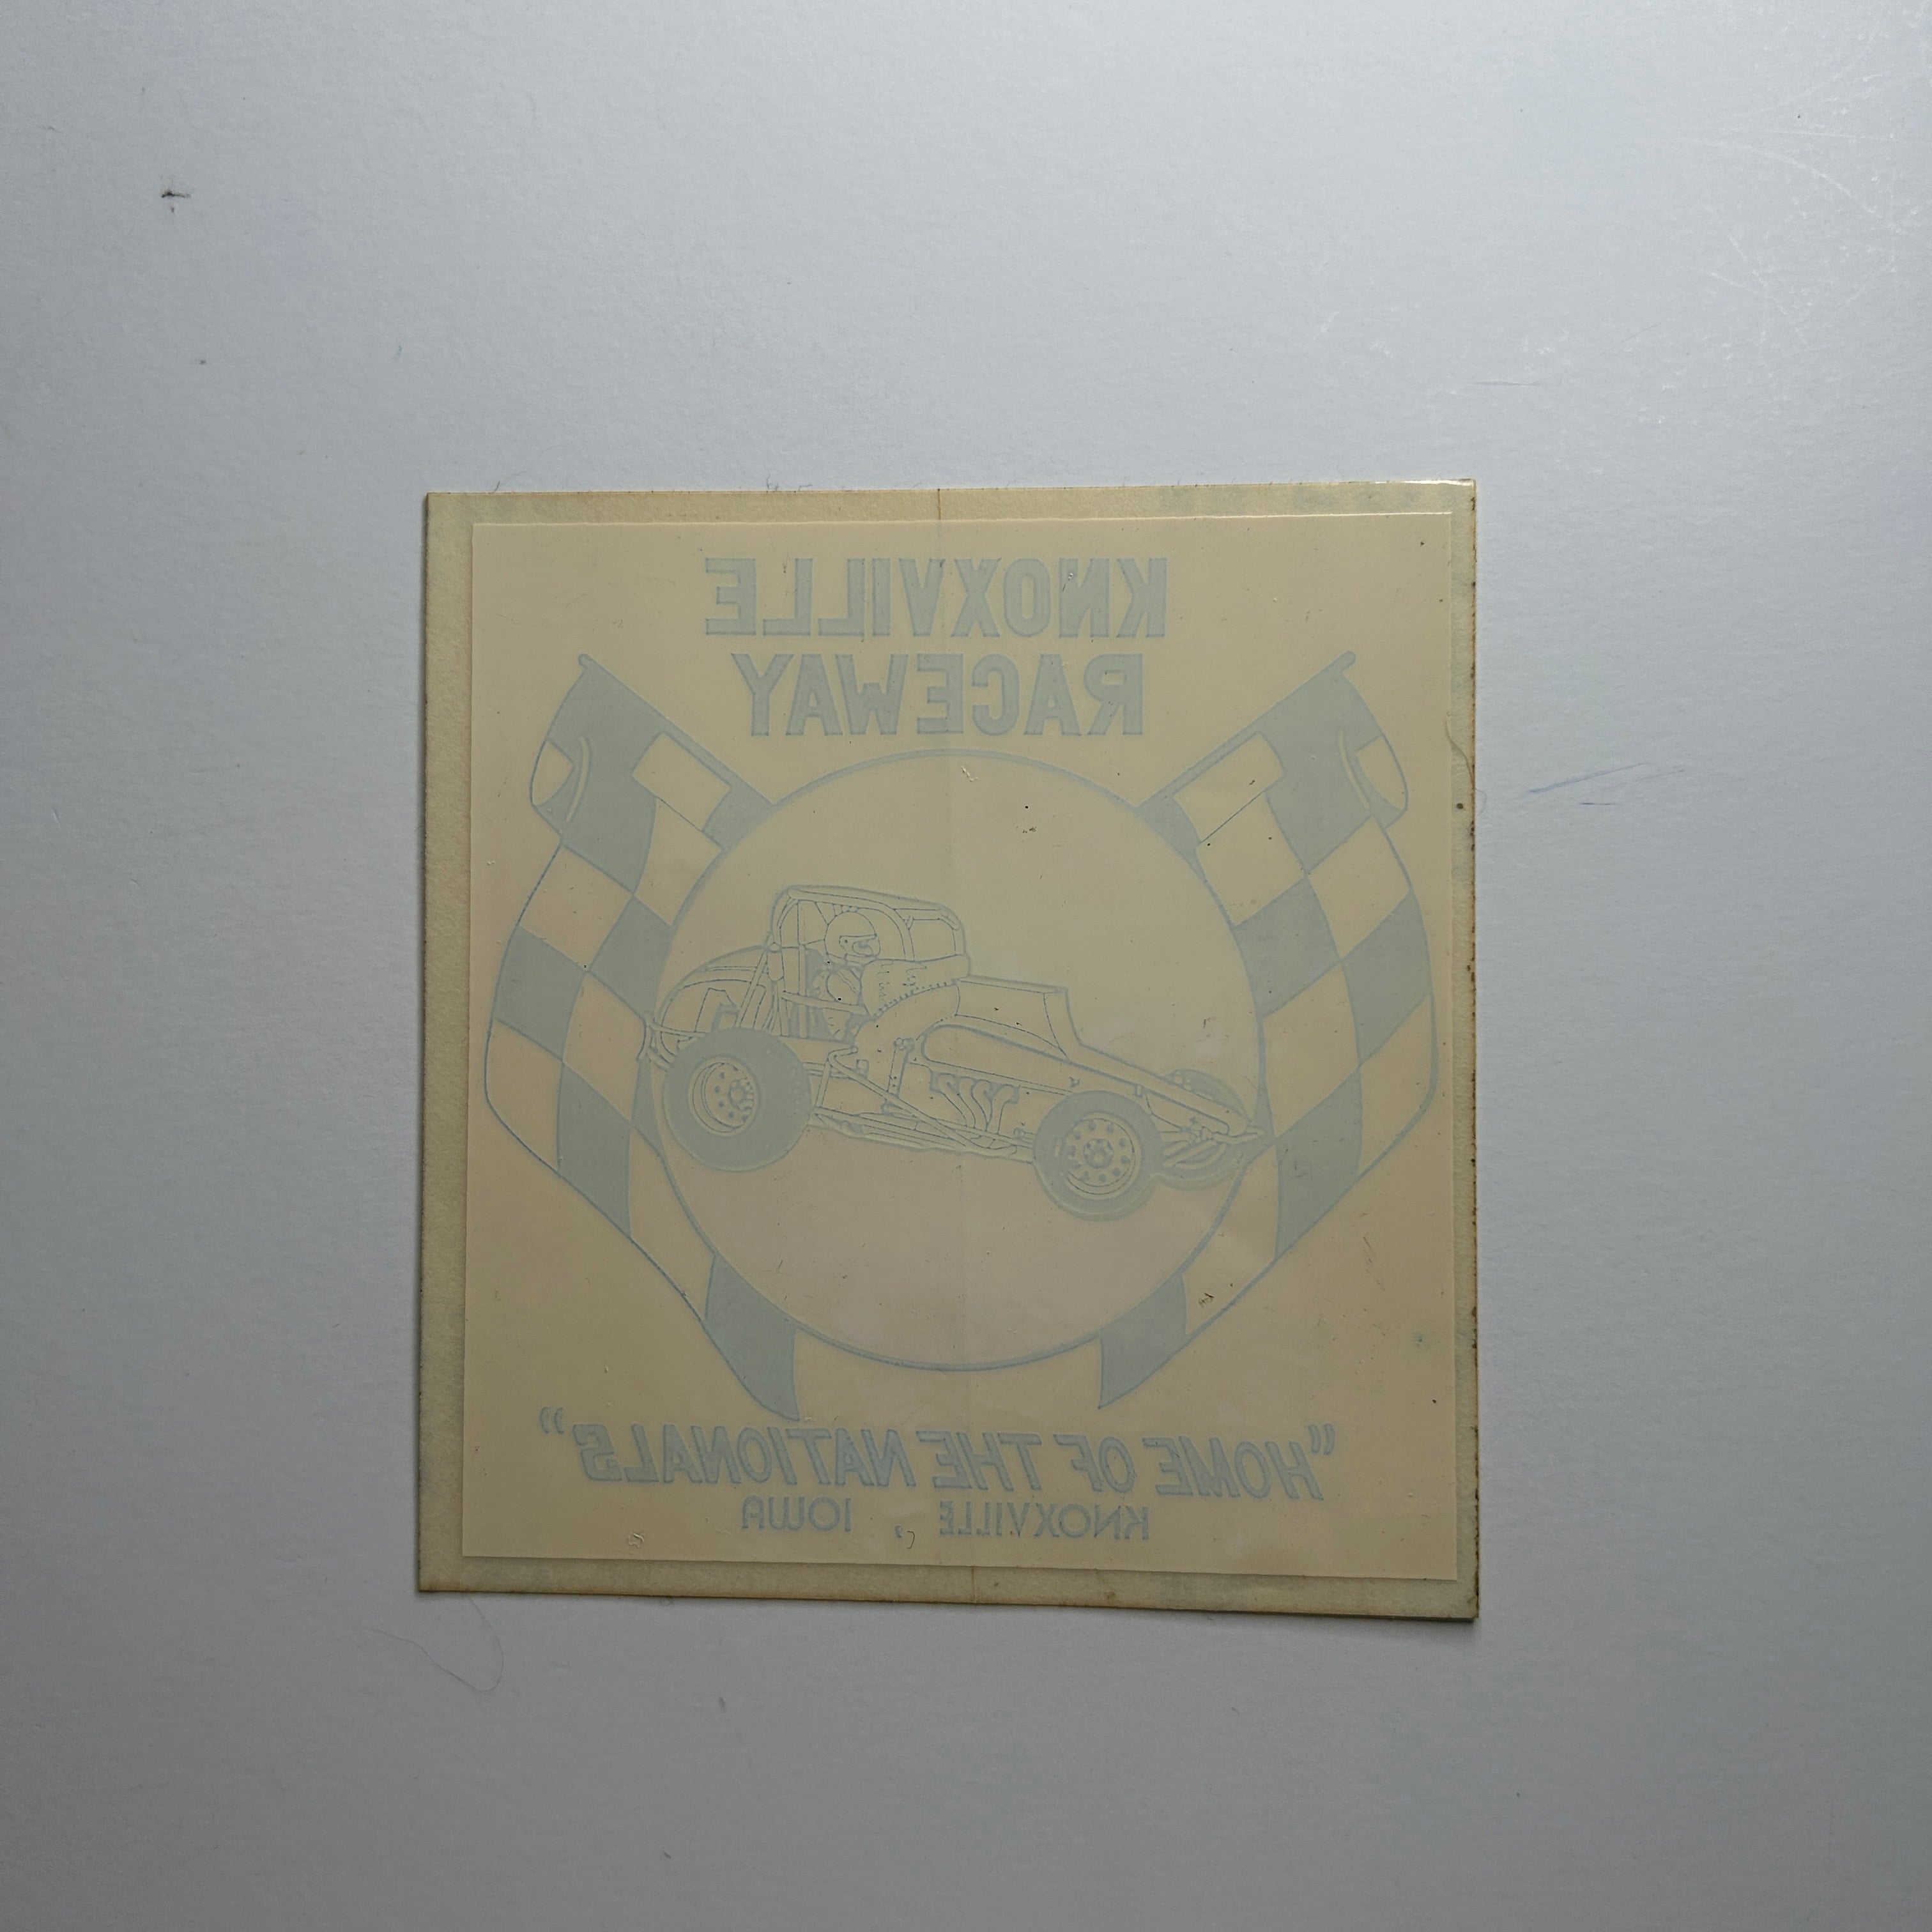 KNOXVILLE
RACEWAY
"HOME OF THE NATIONALS"
KNOXVILLE, IOWA